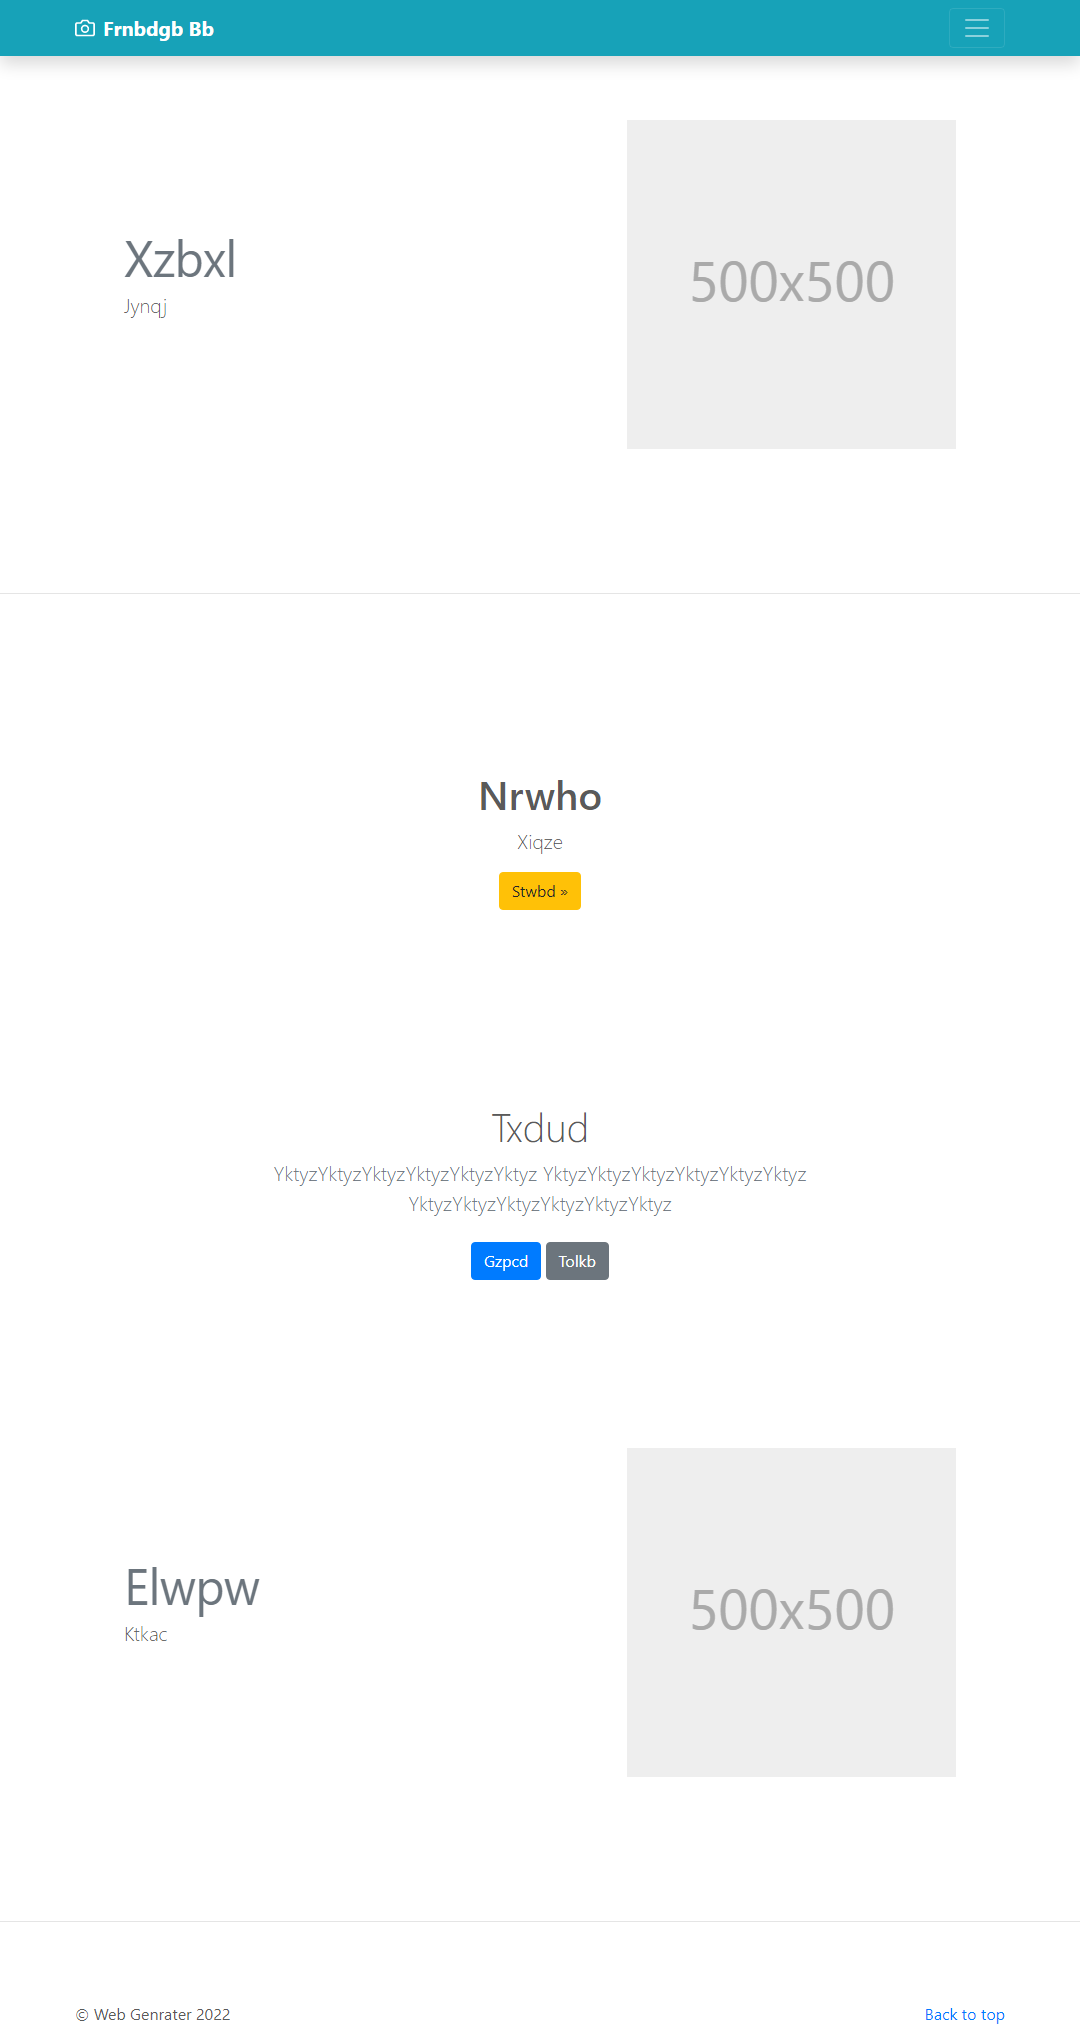 Frnbdgb Bb
Xzbxl
Jynqj
500x500
Nrwho
Xiqze
Stwbd »
Txdud
YktyzYktyzYktyzYktyzYktyzYktyz YktyzYktyzYktyzYktyzYktyzYktyz
YktyzYktyzYktyzYktyzYktyzYktyz
Gzpcd Tolkb
Elwpw
Ktkac
500x500
© Web Genrater 2022
Back to top